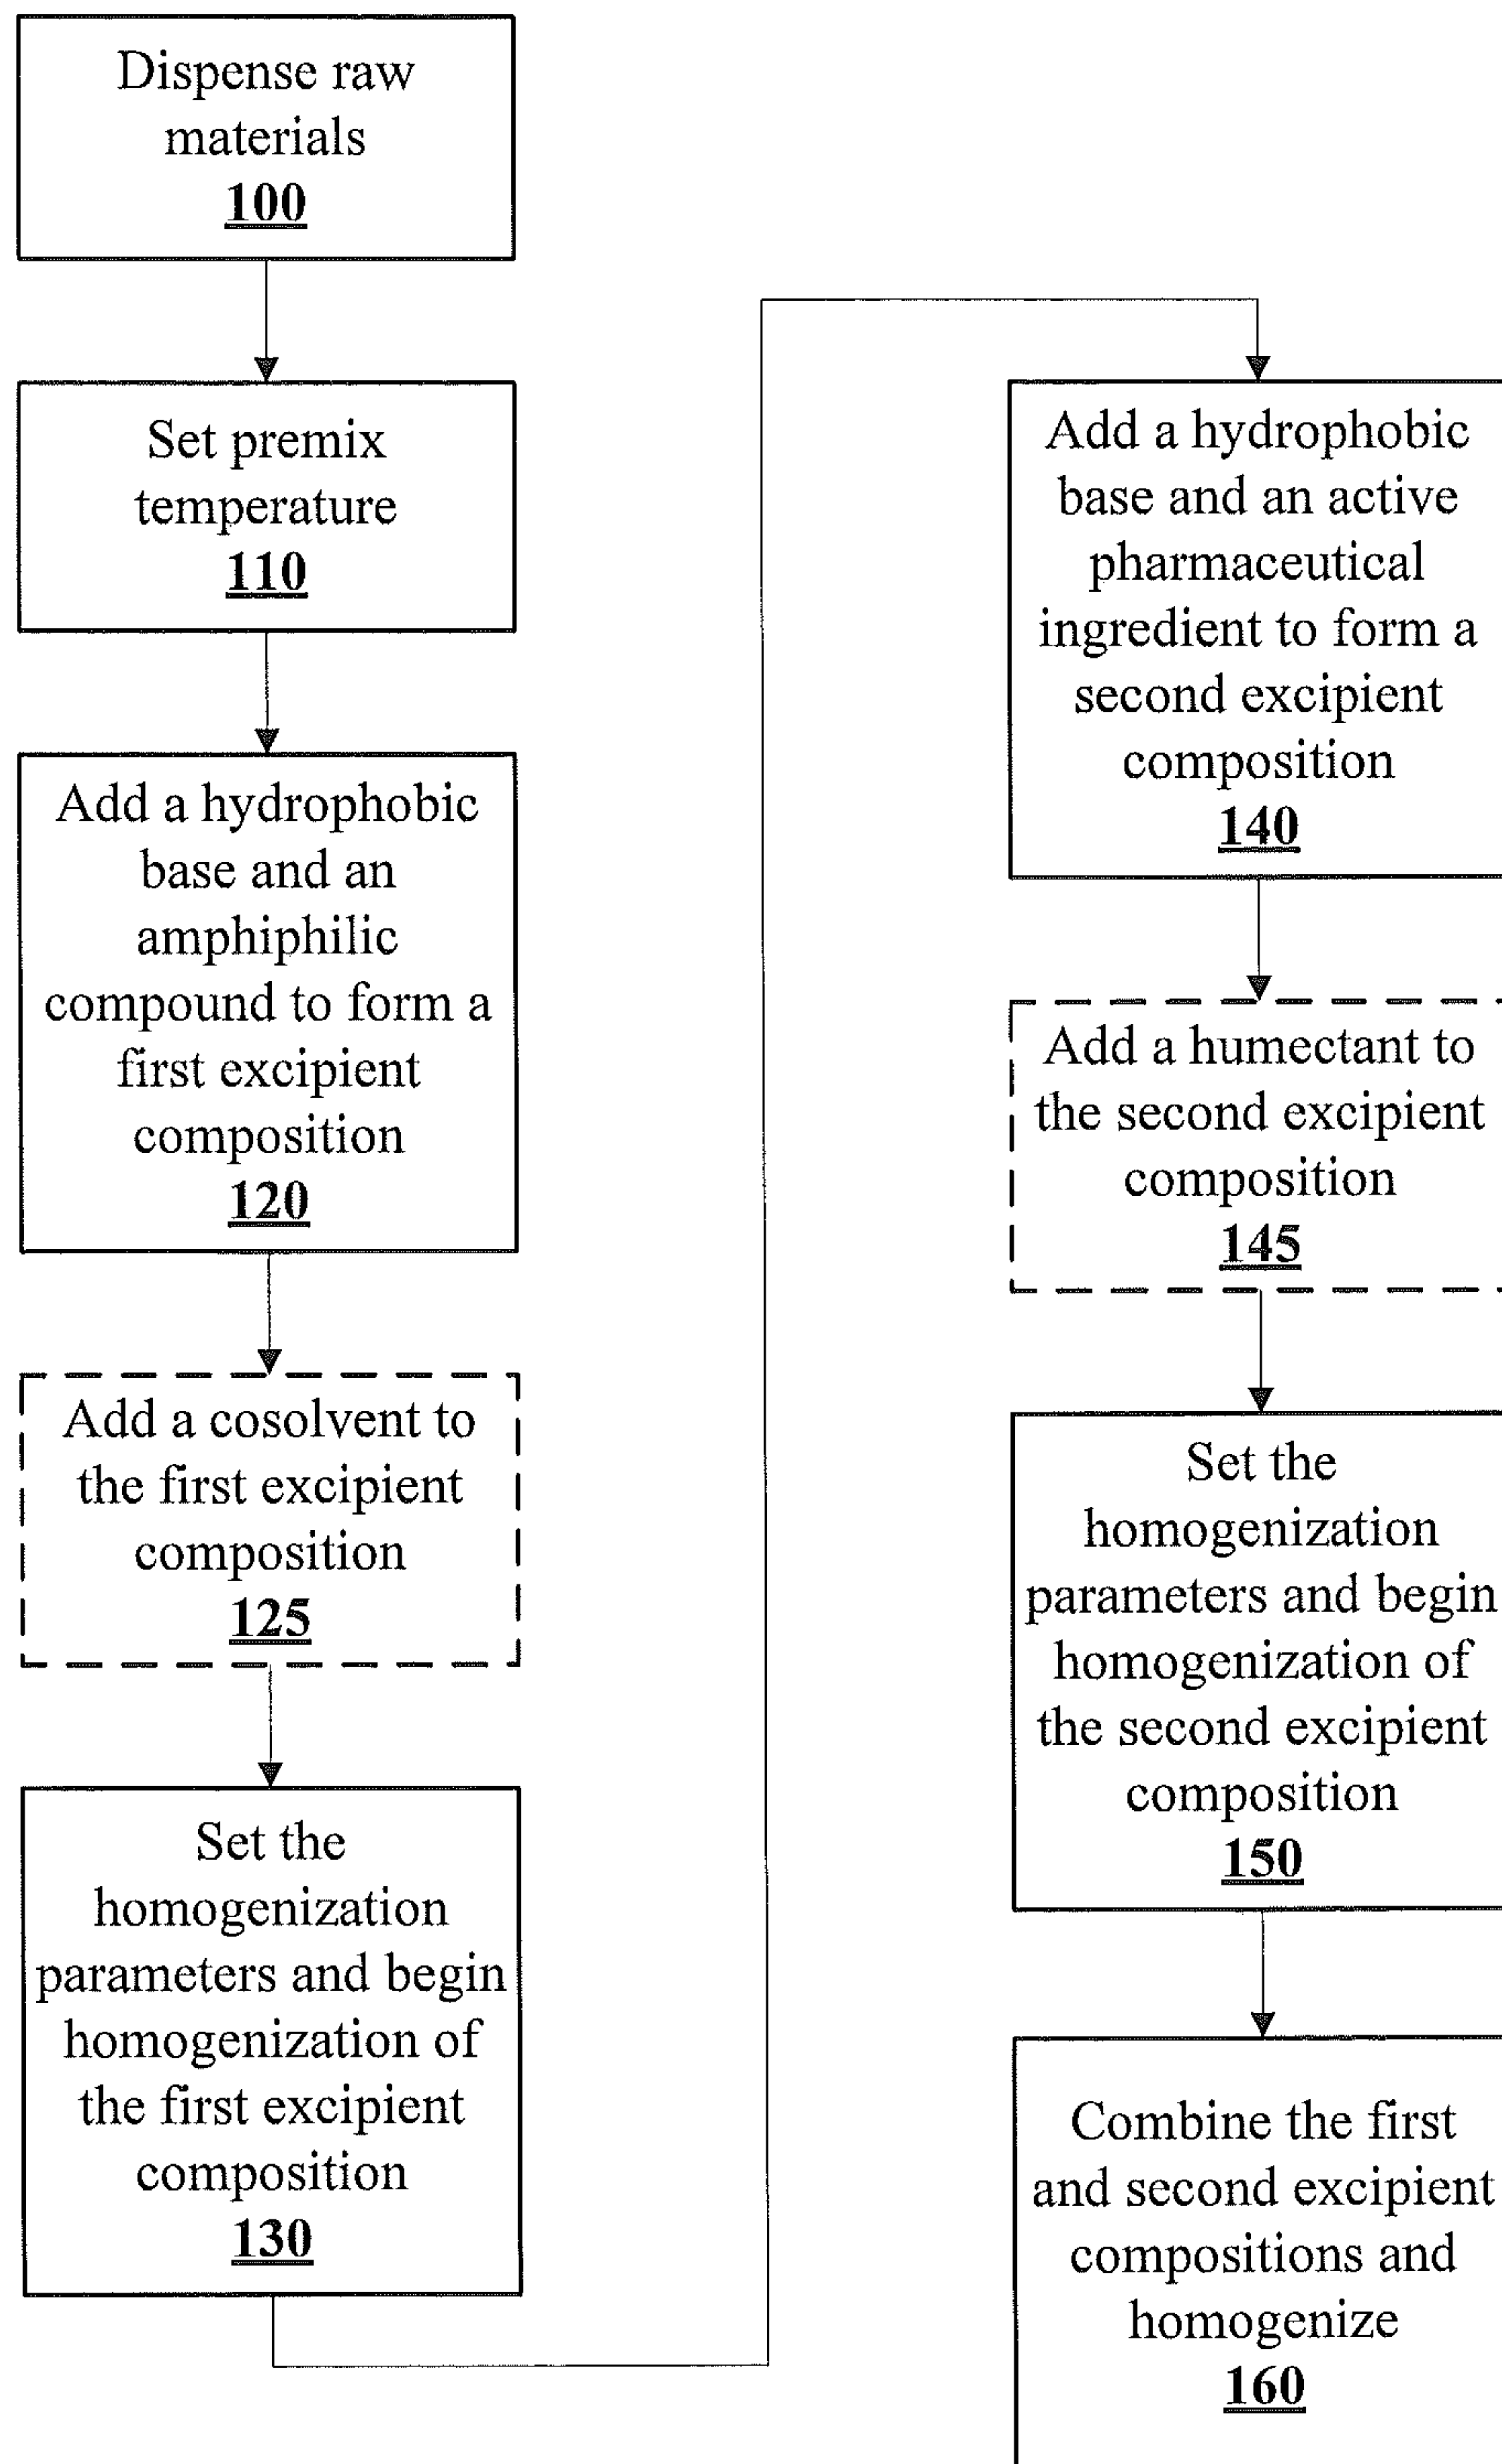 Dispense raw
materials
100
Set premix
temperature
110
Add a hydrophobic
base and an
amphiphilic
compound to form a
first excipient
composition
120
Add a cosolvent to
the first excipient
composition
125
Set the
homogenization
parameters and begin
homogenization of
the first excipient
composition
130
Add a hydrophobic
base and an active
pharmaceutical
ingredient to form a
second excipient
composition
140
Add a humectant to
the second excipient
composition
145
Set the
homogenization
parameters and begin
homogenization of
the second excipient
composition
150
Combine the first
and second excipient
compositions and
homogenize
160